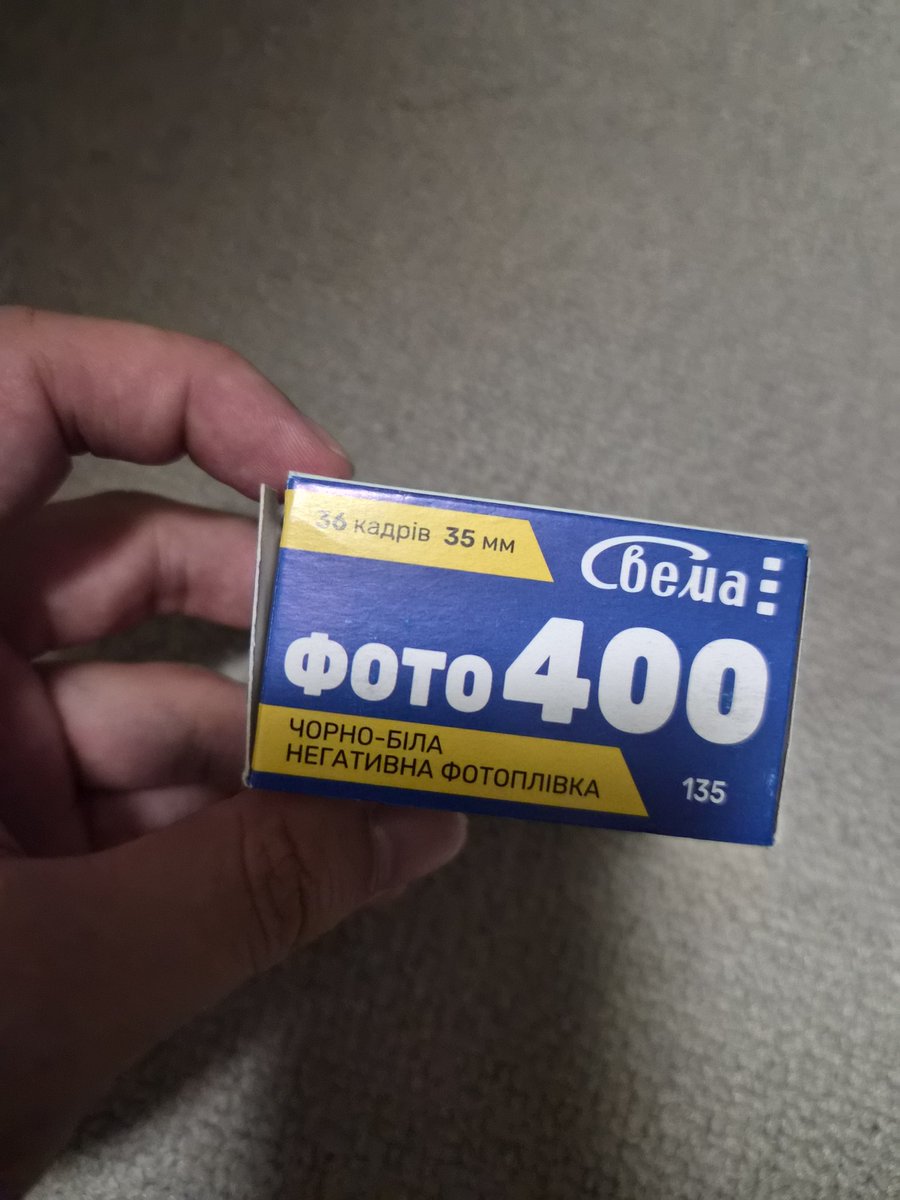 36 кадрів 35 мм
Свема
Фото 400
ЧОРНО-БІЛА
НЕГАТИВНА ФОТОПЛІВКА
135